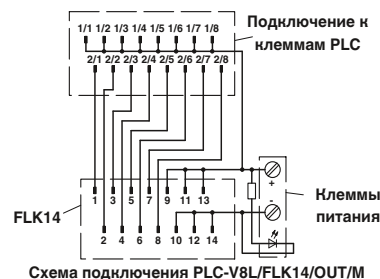 Подключение к
клеммам PLC
1/1 1/2 1/3 1/4 1/5 1/6 1/7 1/8
2/1 2/2 2/3 2/4 2/5 2/6 2/7 2/8
1 3 5 7 9 11 13
+
-
Клеммы
питания
FLK14
2 4 6 8 10 12 14
Схема подключения PLC-V8L/FLK14/OUT/M